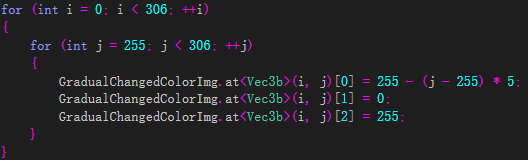 for (int i = 0; i < 306; ++i)
{
for (int j = 255; j < 306; ++j)
{
GradualChangedColorImg.at<Vec3b>(i, j)[0] = 255 - (j - 255) * 5;
GradualChangedColorImg.at<Vec3b>(i, j)[1] = 0;
GradualChangedColorImg.at<Vec3b>(i, j)[2] = 255;
}
}